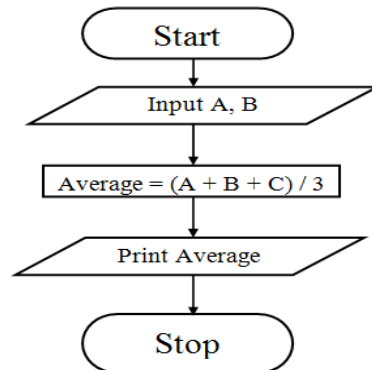 Start
Input A, B
Average = (A + B + C) / 3
Print Average
Stop